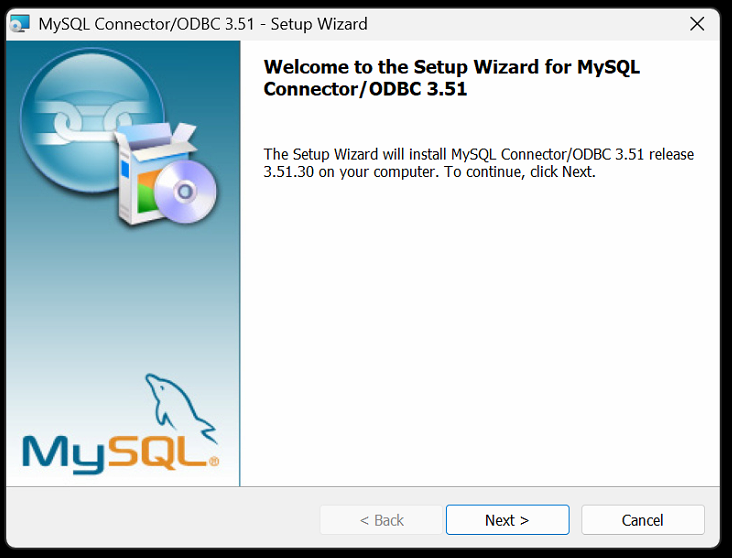 MySQL Connector/ODBC 3.51 - Setup Wizard
Welcome to the Setup Wizard for MySQL
Connector/ODBC 3.51
The Setup Wizard will install MySQL Connector/ODBC 3.51 release
3.51.30 on your computer. To continue, click Next.
MySQL®
< Back
Next >
Cancel